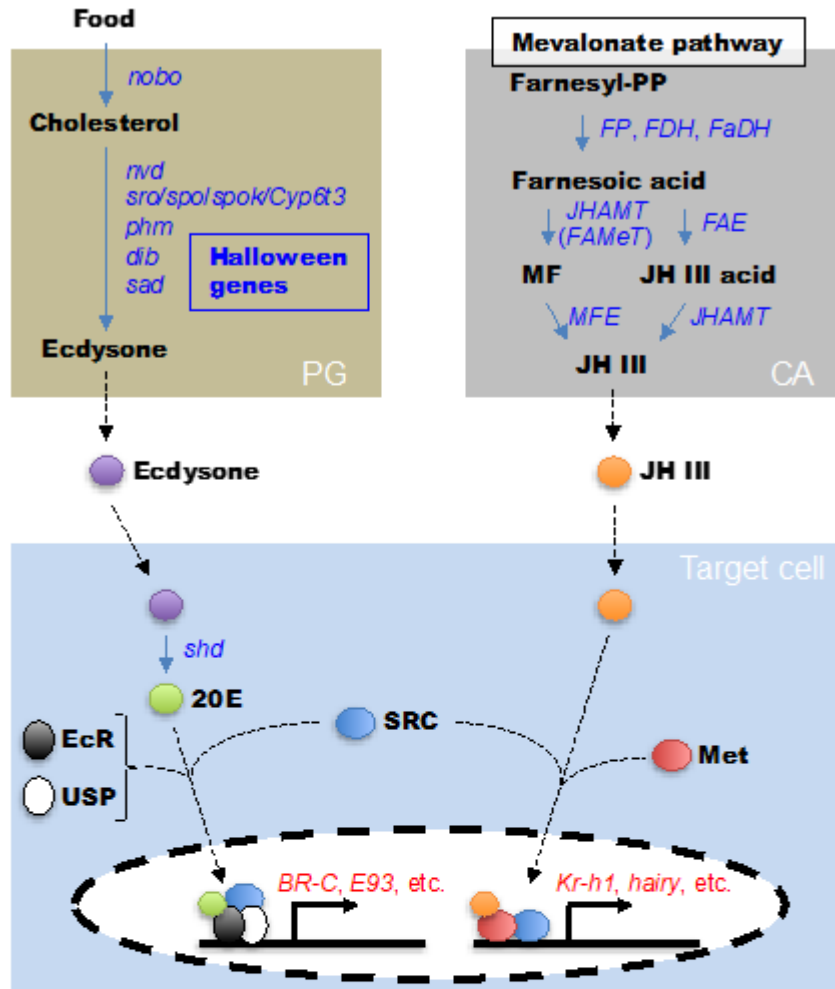 Food
nobo
Cholesterol
nvd
sro/spo/spok/Cyp6t3
phm
dib
sad
Halloween
genes
Ecdysone
PG
Ecdysone
Mevalonate pathway
Farnesyl-PP
FP, FDH, FaDH
Farnesoic acid
JHAMT
(FAMeT)
FAE
MF
JH III acid
MFE
JHAMT
JH III
CA
JH III
Target cell
shd
20E
SRC
EcR
USP
Met
BR-C, E93, etc.
Kr-h1, hairy, etc.